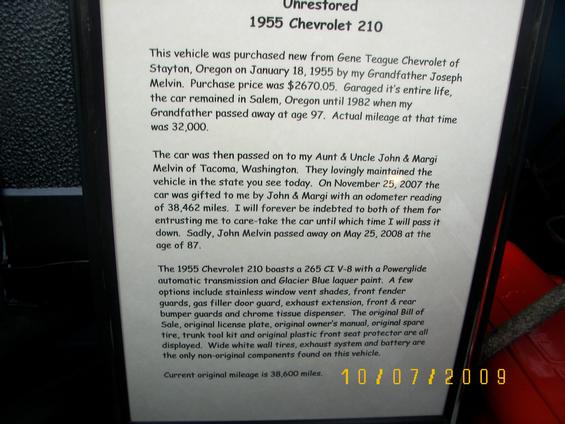 Unrestored
1955 Chevrolet 210
This vehicle was purchased new from Gene Teague Chevrolet of
Stayton, Oregon on January 18, 1955 by my Grandfather Joseph
Melvin. Purchase price was $2670.05. Garaged it's entire life,
the car remained in Salem, Oregon until 1982 when my
Grandfather passed away at age 97. Actual mileage at that time
was 32,000.
The car was then passed on to my Aunt & Uncle John & Margi
Melvin of Tacoma, Washington. They lovingly maintained the
vehicle in the state you see today. On November 25, 2007 the
car was gifted to me by John & Margi with an odometer reading
of 38,462 miles. I will forever be indebted to both of them for
entrusting me to care-take the car until which time I will pass it
down. Sadly, John Melvin passed away on May 25, 2008 at the
age of 87.
The 1955 Chevrolet 210 boasts a 265 CI V-8 with a Powerglide
automatic transmission and Glacier Blue laquer paint. A few
options include stainless window vent shades, front fender
guards, gas filler door guard, exhaust extension, front & rear
bumper guards and chrome tissue dispenser. The original Bill of
Sale, original license plate, original owner's manual, original spare
tire, trunk tool kit and original plastic front seat protector are all
displayed. Wide white wall tires, exhaust system and battery are
the only non-original components found on this vehicle.
Current original mileage is 38,600 miles.
10/07/2009